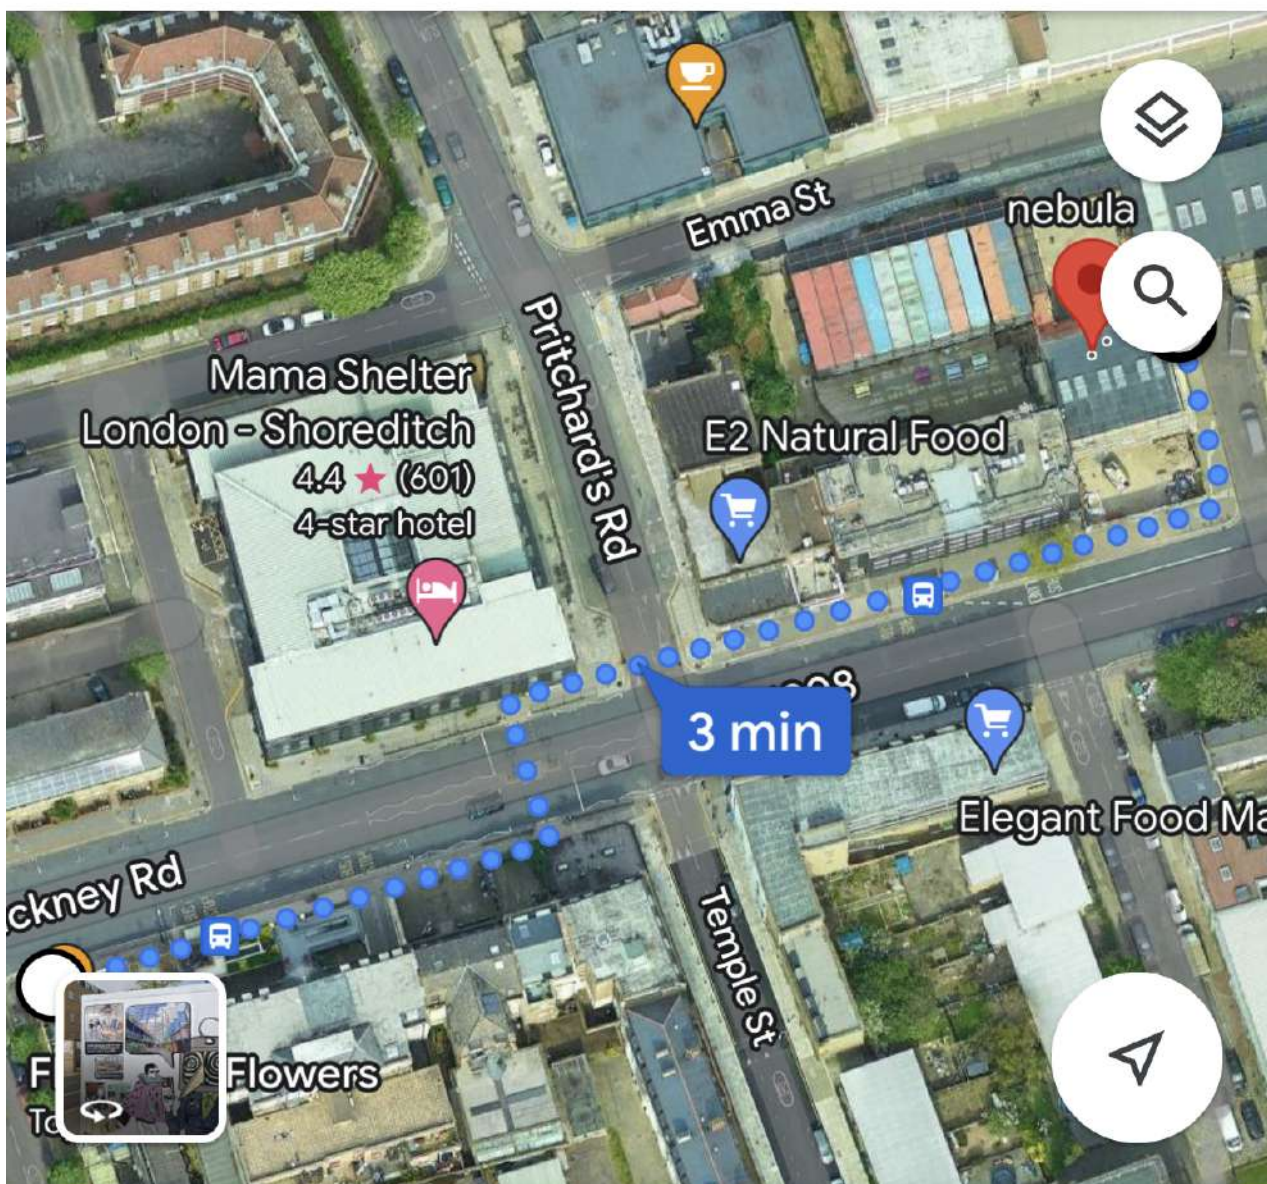 Emma St
nebula
Pritchard's Rd
Mama Shelter
London - Shoreditch
4.4 ★ (601)
4-star hotel
E2 Natural Food
3 min
Elegant Food Ma
ckney Rd
Temple St
Flowers